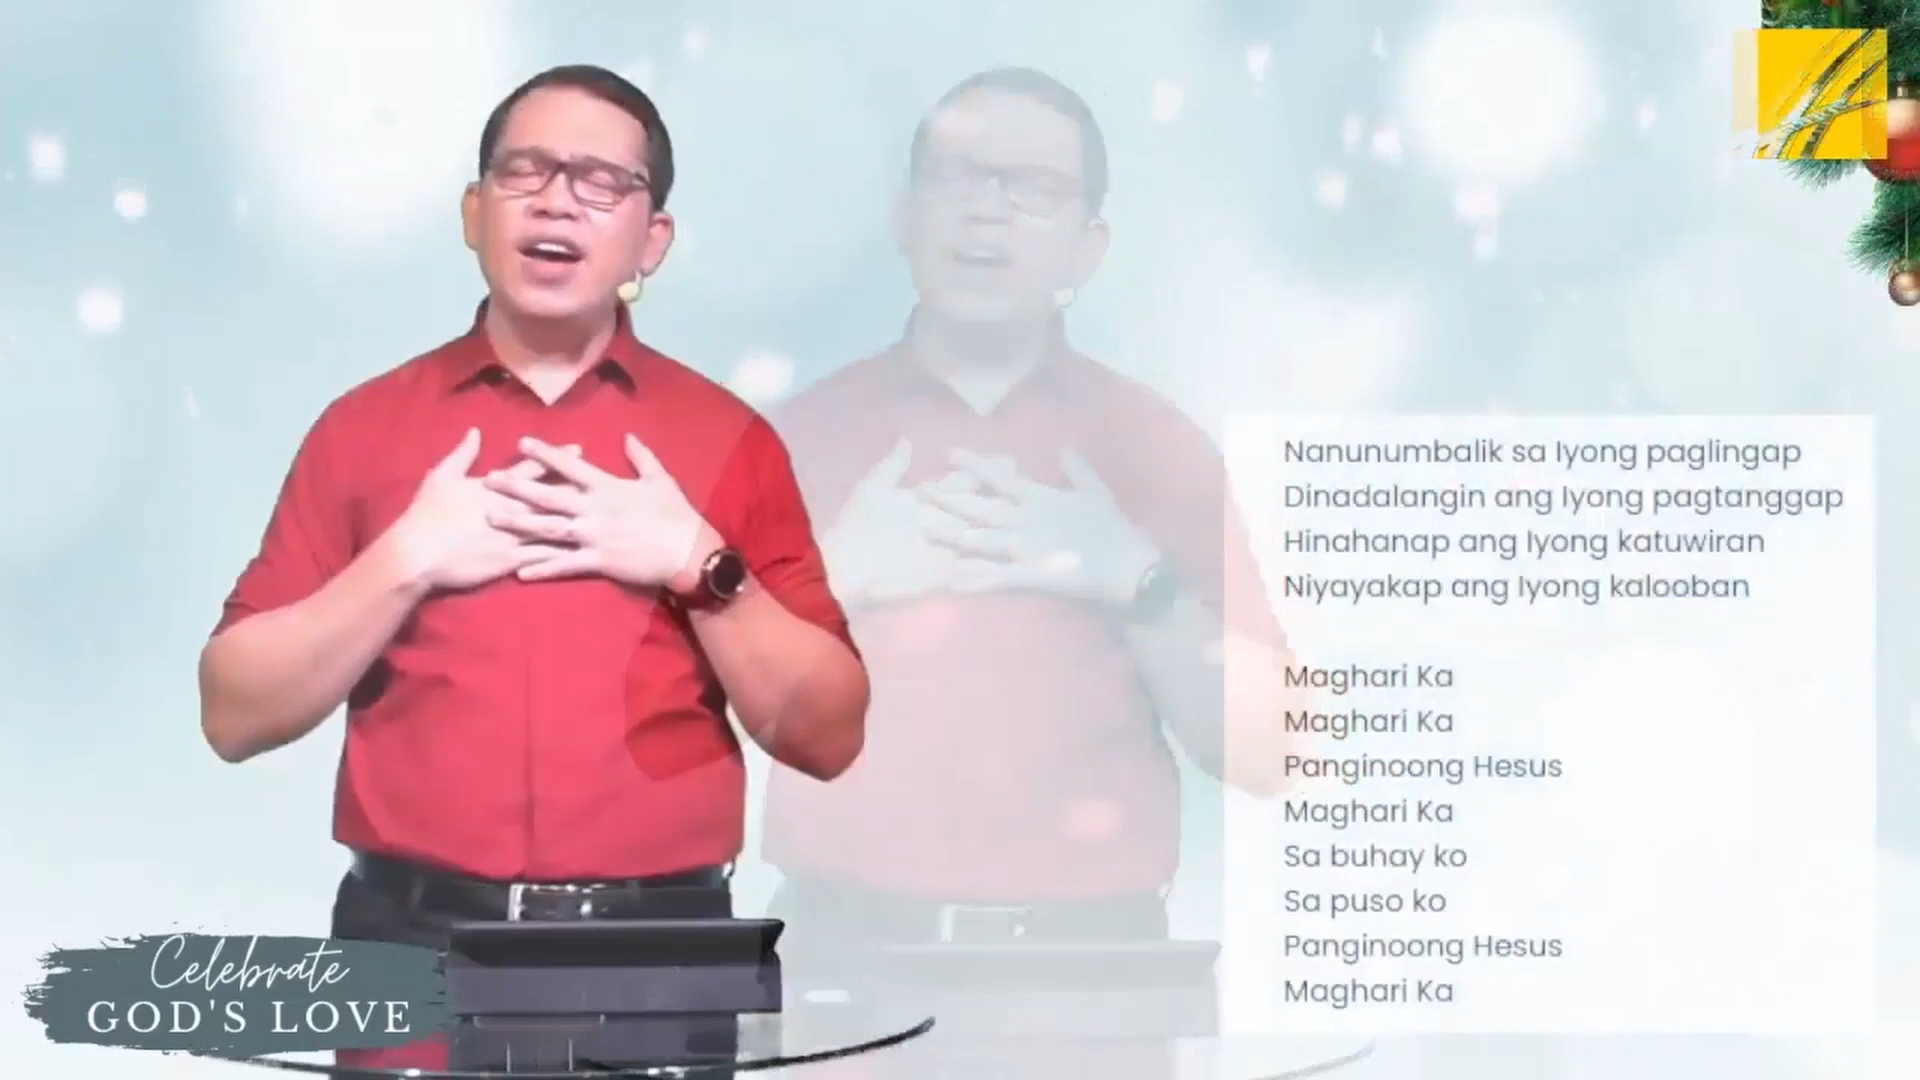 Nanunumbalik sa Iyong paglingap
Dinadalangin ang Iyong pagtanggap
Hinahanap ang Iyong katuwiran
Niyayakap ang Iyong kalooban
Maghari Ka
Maghari Ka
Panginoong Hesus
Maghari Ka
Sa buhay ko
Sa puso ko
Panginoong Hesus
Maghari Ka
Celebrate
GOD'S LOVE